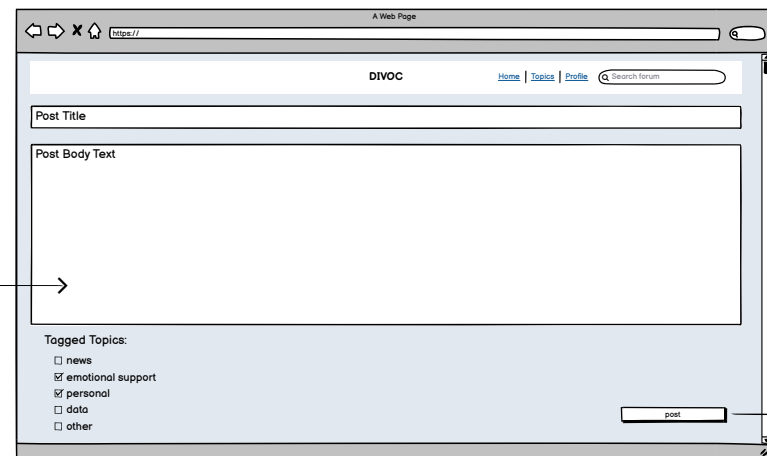 A Web Page
https://
DIVOC
Home | Topics | Profile
Search forum
Post Title
Post Body Text
Tagged Topics:
news
emotional support
personal
data
other
post